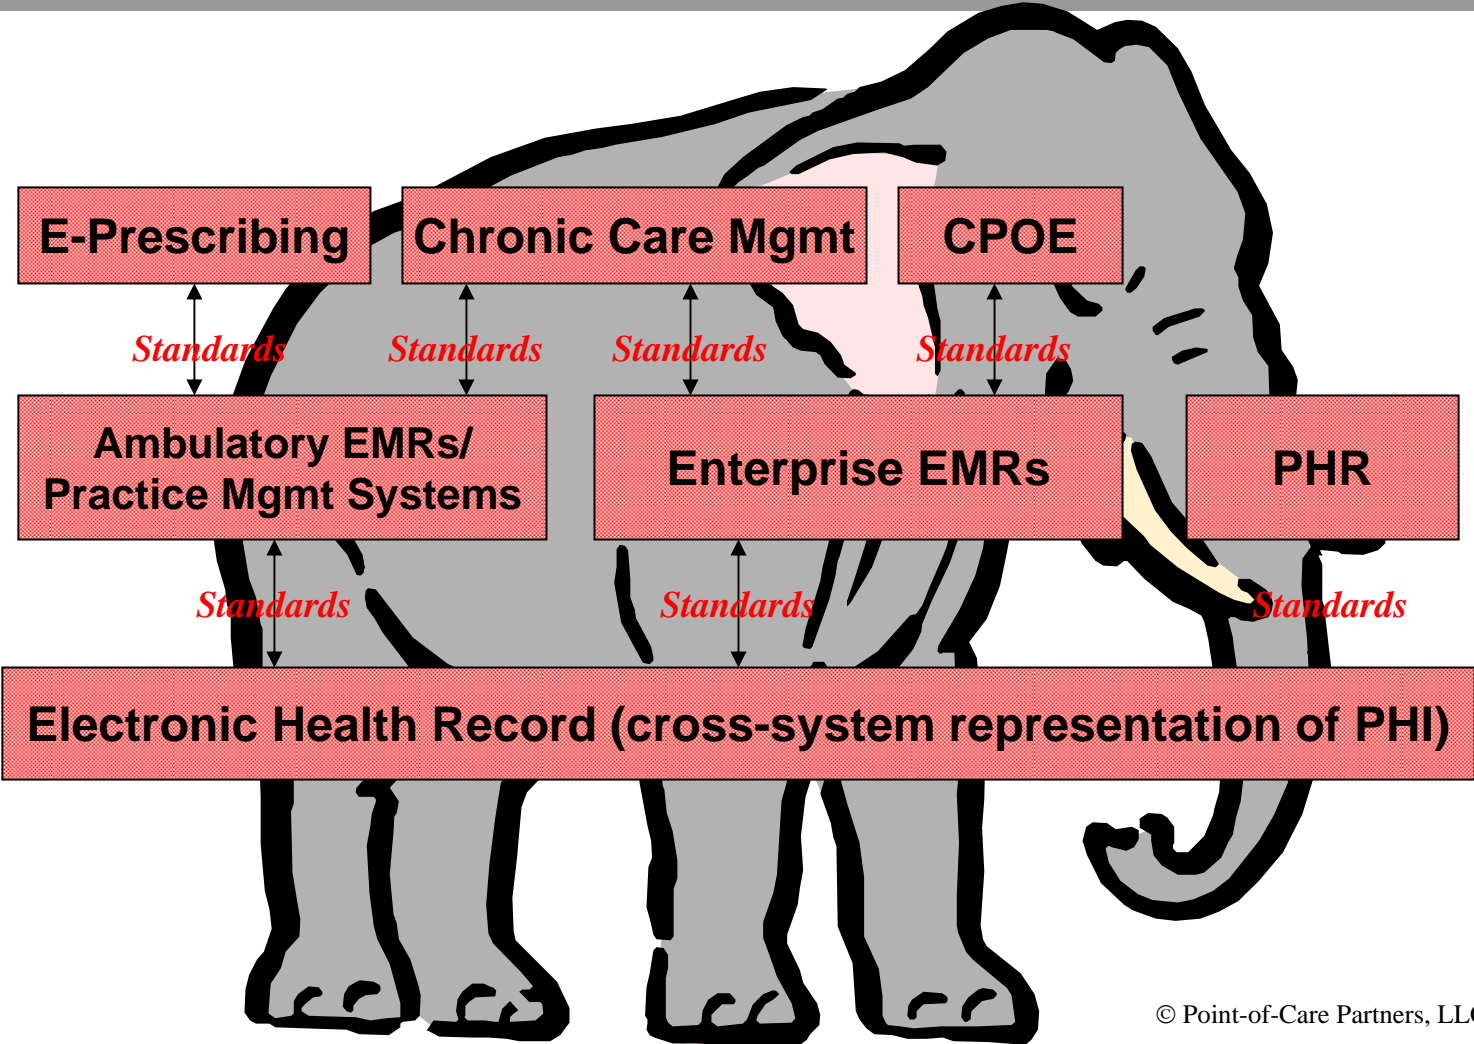 E-Prescribing
Chronic Care Mgmt
CPOE
Standards
Standards
Standards
Standards
Ambulatory EMRs/
Practice Mgmt Systems
Enterprise EMRs
PHR
Standards
Standards
Standards
Electronic Health Record (cross-system representation of PHI)
© Point-of-Care Partners, LLC